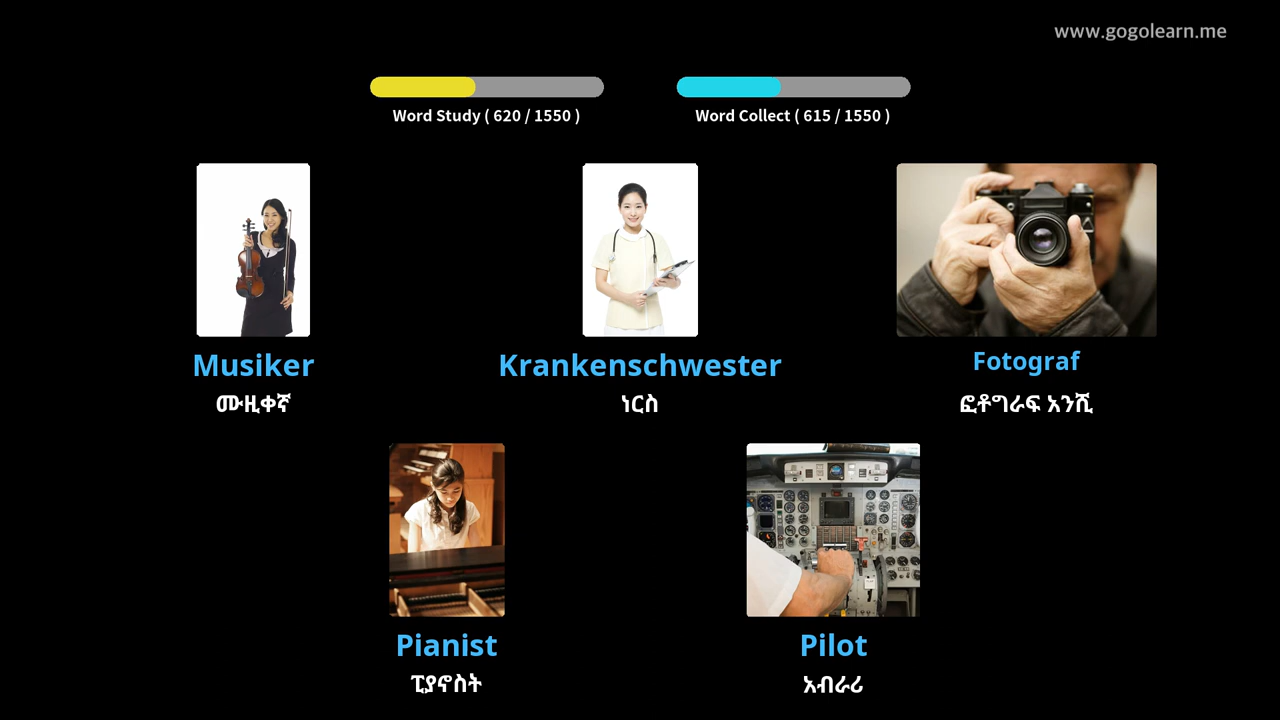 www.gogolearn.me
Word Study ( 620 / 1550 )
Word Collect ( 615 / 1550 )
Musiker
ሙዚቀኛ
Krankenschwester
ነርስ
Fotograf
ፎቶግራፍ አንሺ
Pianist
ፒያኖስት
Pilot
አብራሪ